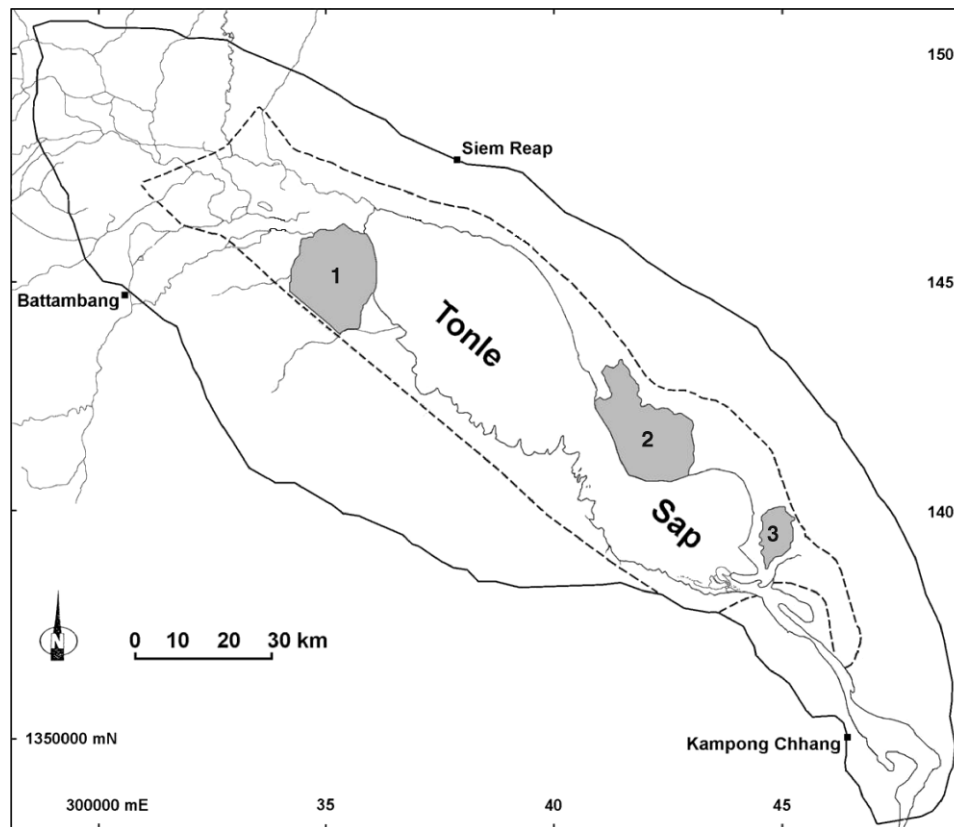 150
Siem Reap
1
145
Battambang
Tonle
2
140
Sap
3
N
0 10 20 30 km
1350000 mN
Kampong Chhang
300000 mE 35 40 45